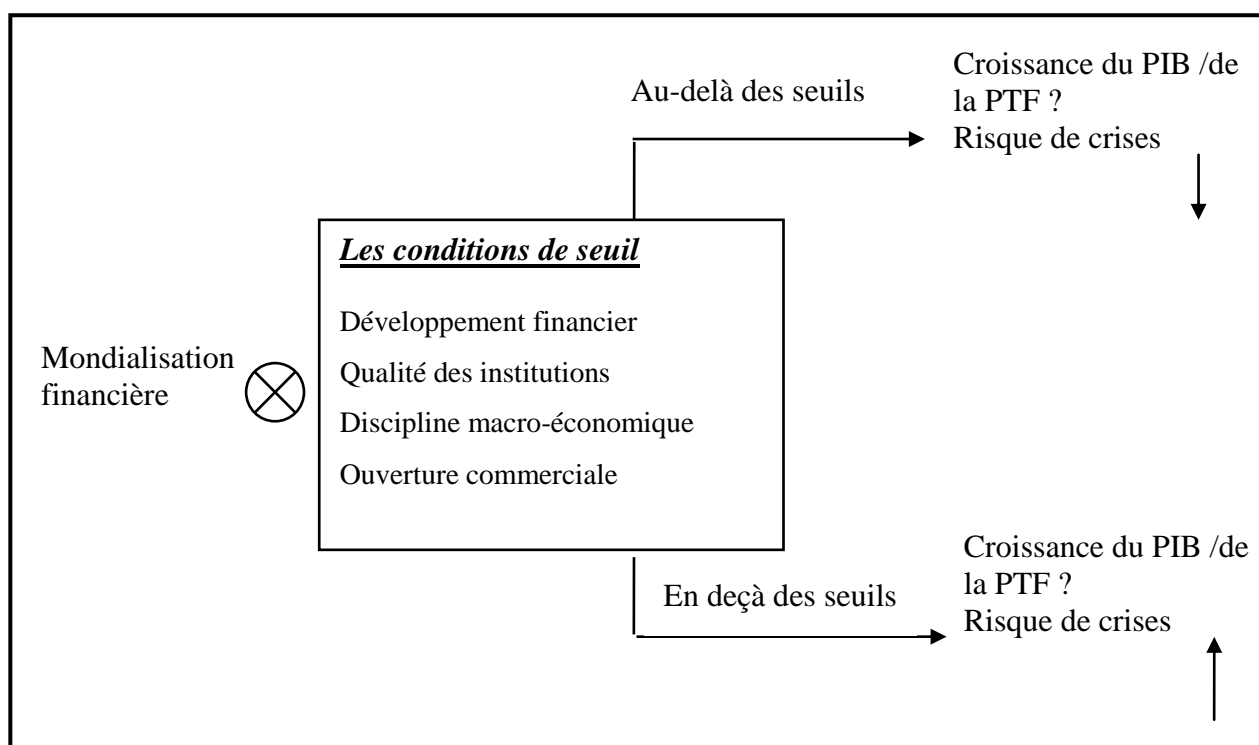 Au-delà des seuils
Croissance du PIB /de
la PTF ?
Risque de crises
Les conditions de seuil
Développement financier
Qualité des institutions
Discipline macro-économique
Ouverture commerciale
Mondialisation
financière
En deçà des seuils
Croissance du PIB /de
la PTF ?
Risque de crises